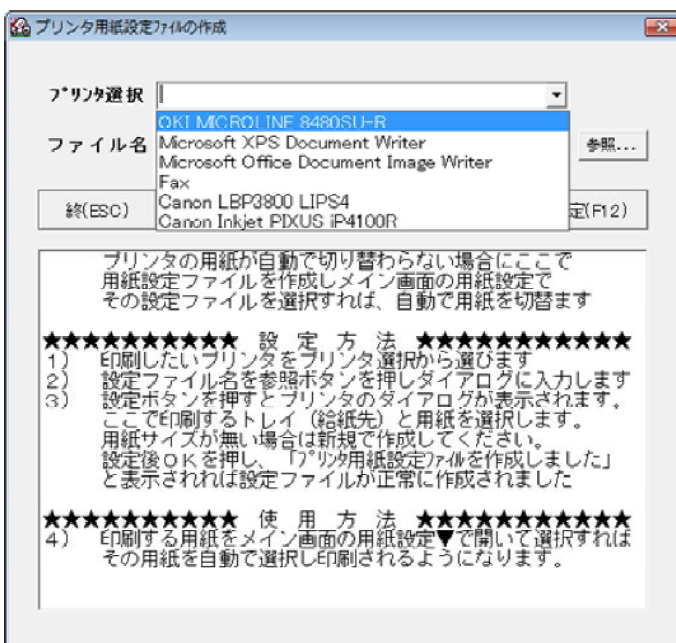 プリンタ用紙設定ﾌｧｲﾙの作成
ﾌﾟﾘﾝﾀ選択
OKI MICROLINE 8480SU-R
ファイル名
Microsoft XPS Document Writer
参照...
Microsoft Office Document Image Writer
Fax
Canon LBP3800 LIPS4
終(ESC)
定(F12)
Canon Inkjet PIXUS iP4100R
プリンタの用紙が自動で切り替わらない場合にここで
用紙設定ファイルを作成しメイン画面の用紙設定で
その設定ファイルを選択すれば、自動で用紙を切替ます
★★★★★★★★★★ 設 定 方 法 ★★★★★★★★★★★
1) 印刷したいプリンタをプリンタ選択から選びます
2) 設定ファイル名を参照ボタンを押しダイアログに入力します
3) 設定ボタンを押すとプリンタのダイアログが表示されます。
ここで印刷するトレイ（給紙先）と用紙を選択します。
用紙サイズが無い場合は新規で作成してください。
設定後ＯＫを押し、「ﾌﾟﾘﾝﾀ用紙設定ﾌｧｲﾙを作成しました」
と表示されれば設定ファイルが正常に作成されました
★★★★★★★★★★ 使 用 方 法 ★★★★★★★★★★★
4) 印刷する用紙をメイン画面の用紙設定▼で開いて選択すれば
その用紙を自動で選択し印刷されるようになります。